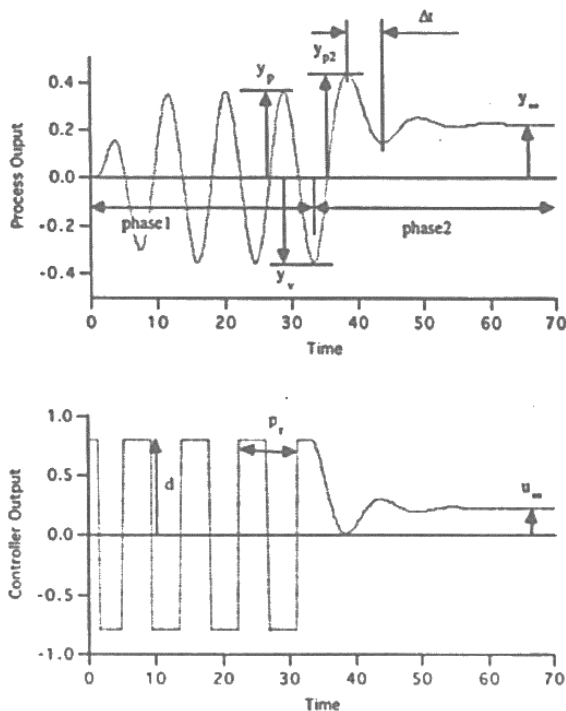 Δt
y_p2
y_p
y_∞
0.4
0.2
0.0
-0.2
-0.4
Process Ouput
phase1
phase2
y_v
0 10 20 30 40 50 60 70
Time
1.0
0.5
0.0
-0.5
-1.0
Controller Output
p_r
d
u_∞
0 10 20 30 40 50 60 70
Time